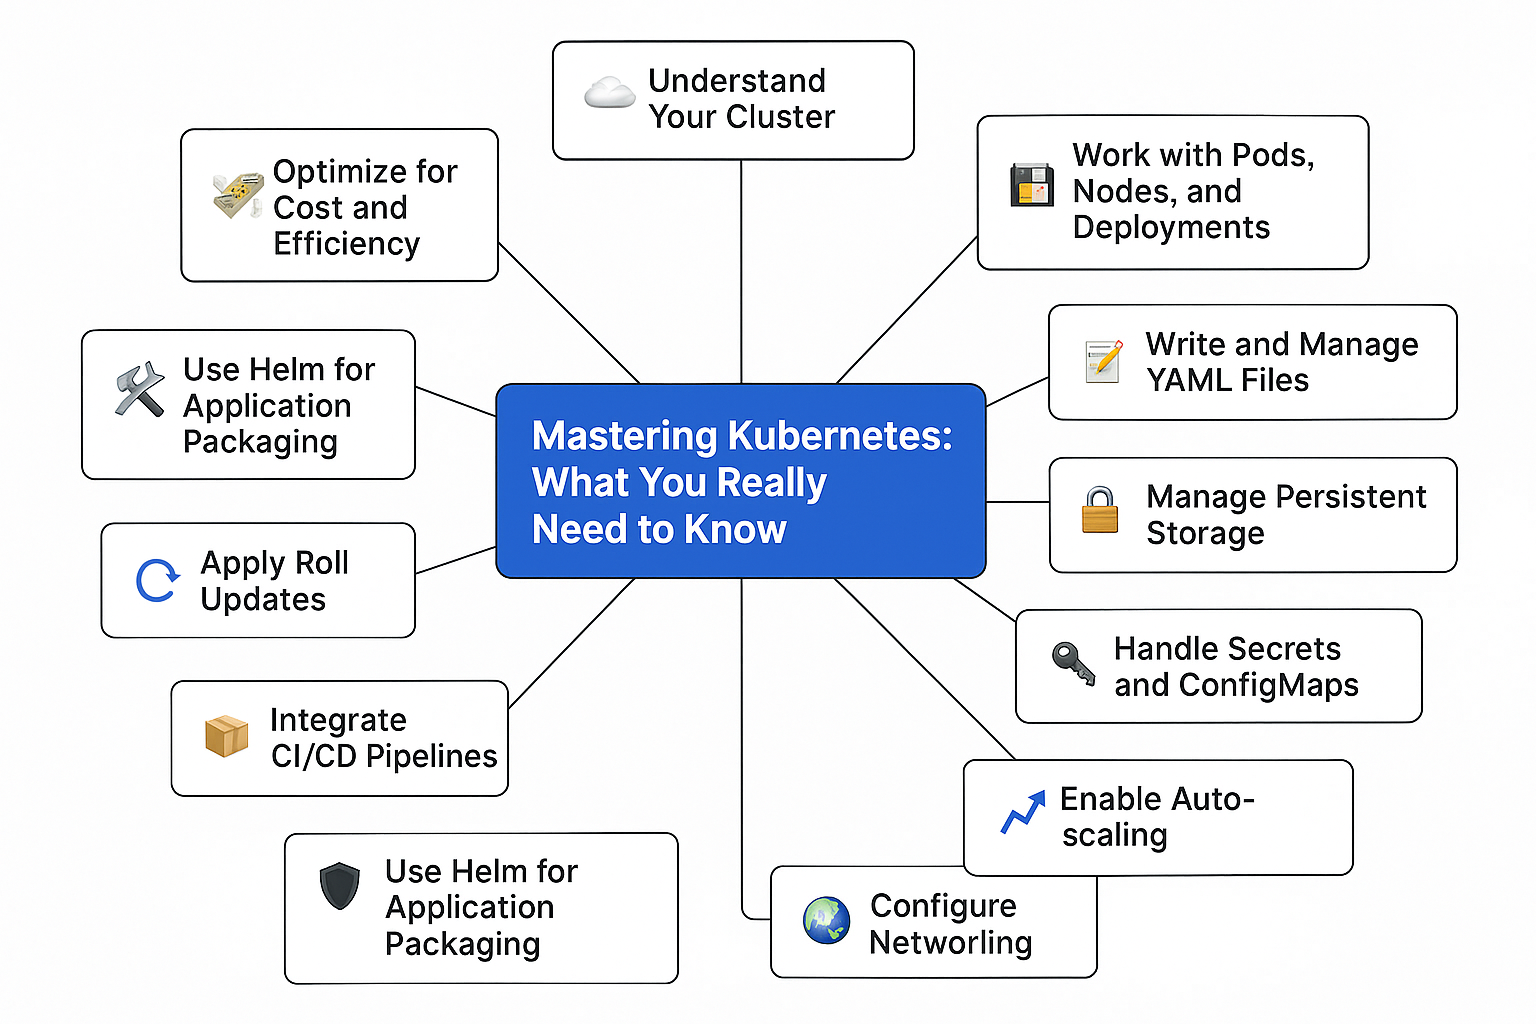 Understand
Your Cluster
Optimize for
Cost and
Efficiency
Work with Pods,
Nodes, and
Deployments
Use Helm for
Application
Packaging
Write and Manage
YAML Files
Mastering Kubernetes:
What You Really
Need to Know
Manage Persistent
Storage
Apply Roll
Updates
Handle Secrets
and ConfigMaps
Integrate
CI/CD Pipelines
Enable Auto-
scaling
Use Helm for
Application
Packaging
Configure
Networling